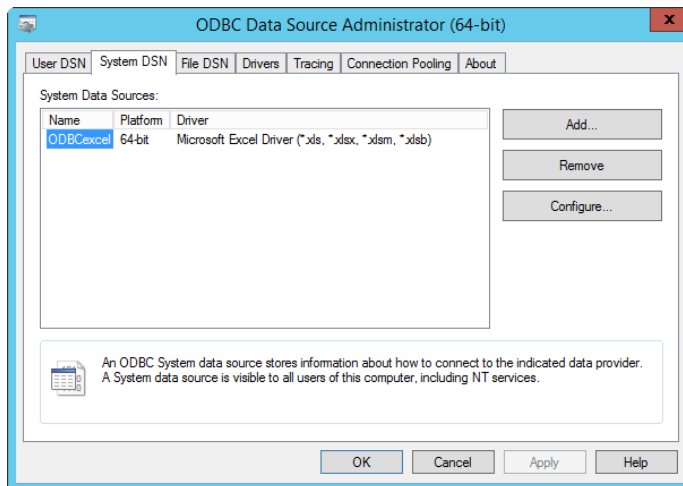 ODBC Data Source Administrator (64-bit)
x
User DSN System DSN File DSN Drivers Tracing Connection Pooling About
System Data Sources:
Name Platform Driver
ODBCexcel 64-bit Microsoft Excel Driver (*.xls, *.xlsx, *.xlsm, *.xlsb)
Add...
Remove
Configure...
An ODBC System data source stores information about how to connect to the indicated data provider.
A System data source is visible to all users of this computer, including NT services.
OK Cancel Apply Help